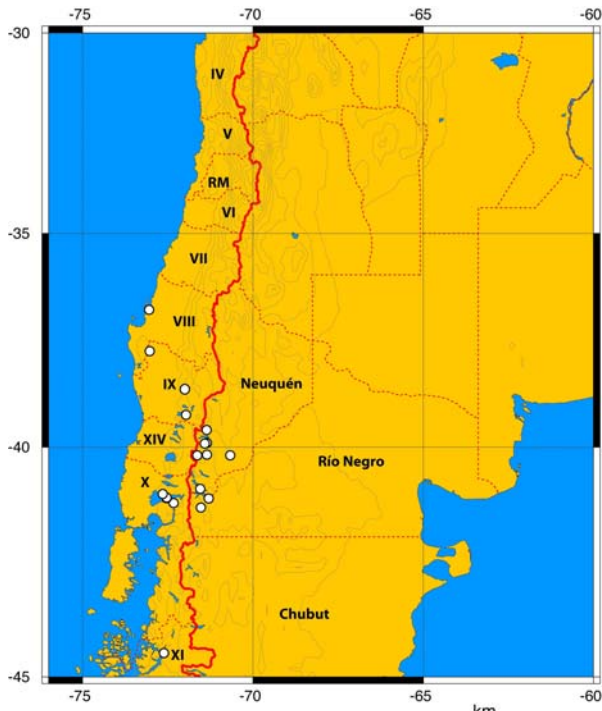 -75 -70 -65 -60
-30
IV
V
RM
VI
-35
VII
VIII
IX
Neuquén
XIV
-40
Río Negro
X
Chubut
XI
-45
-75 -70 -65 -60
km